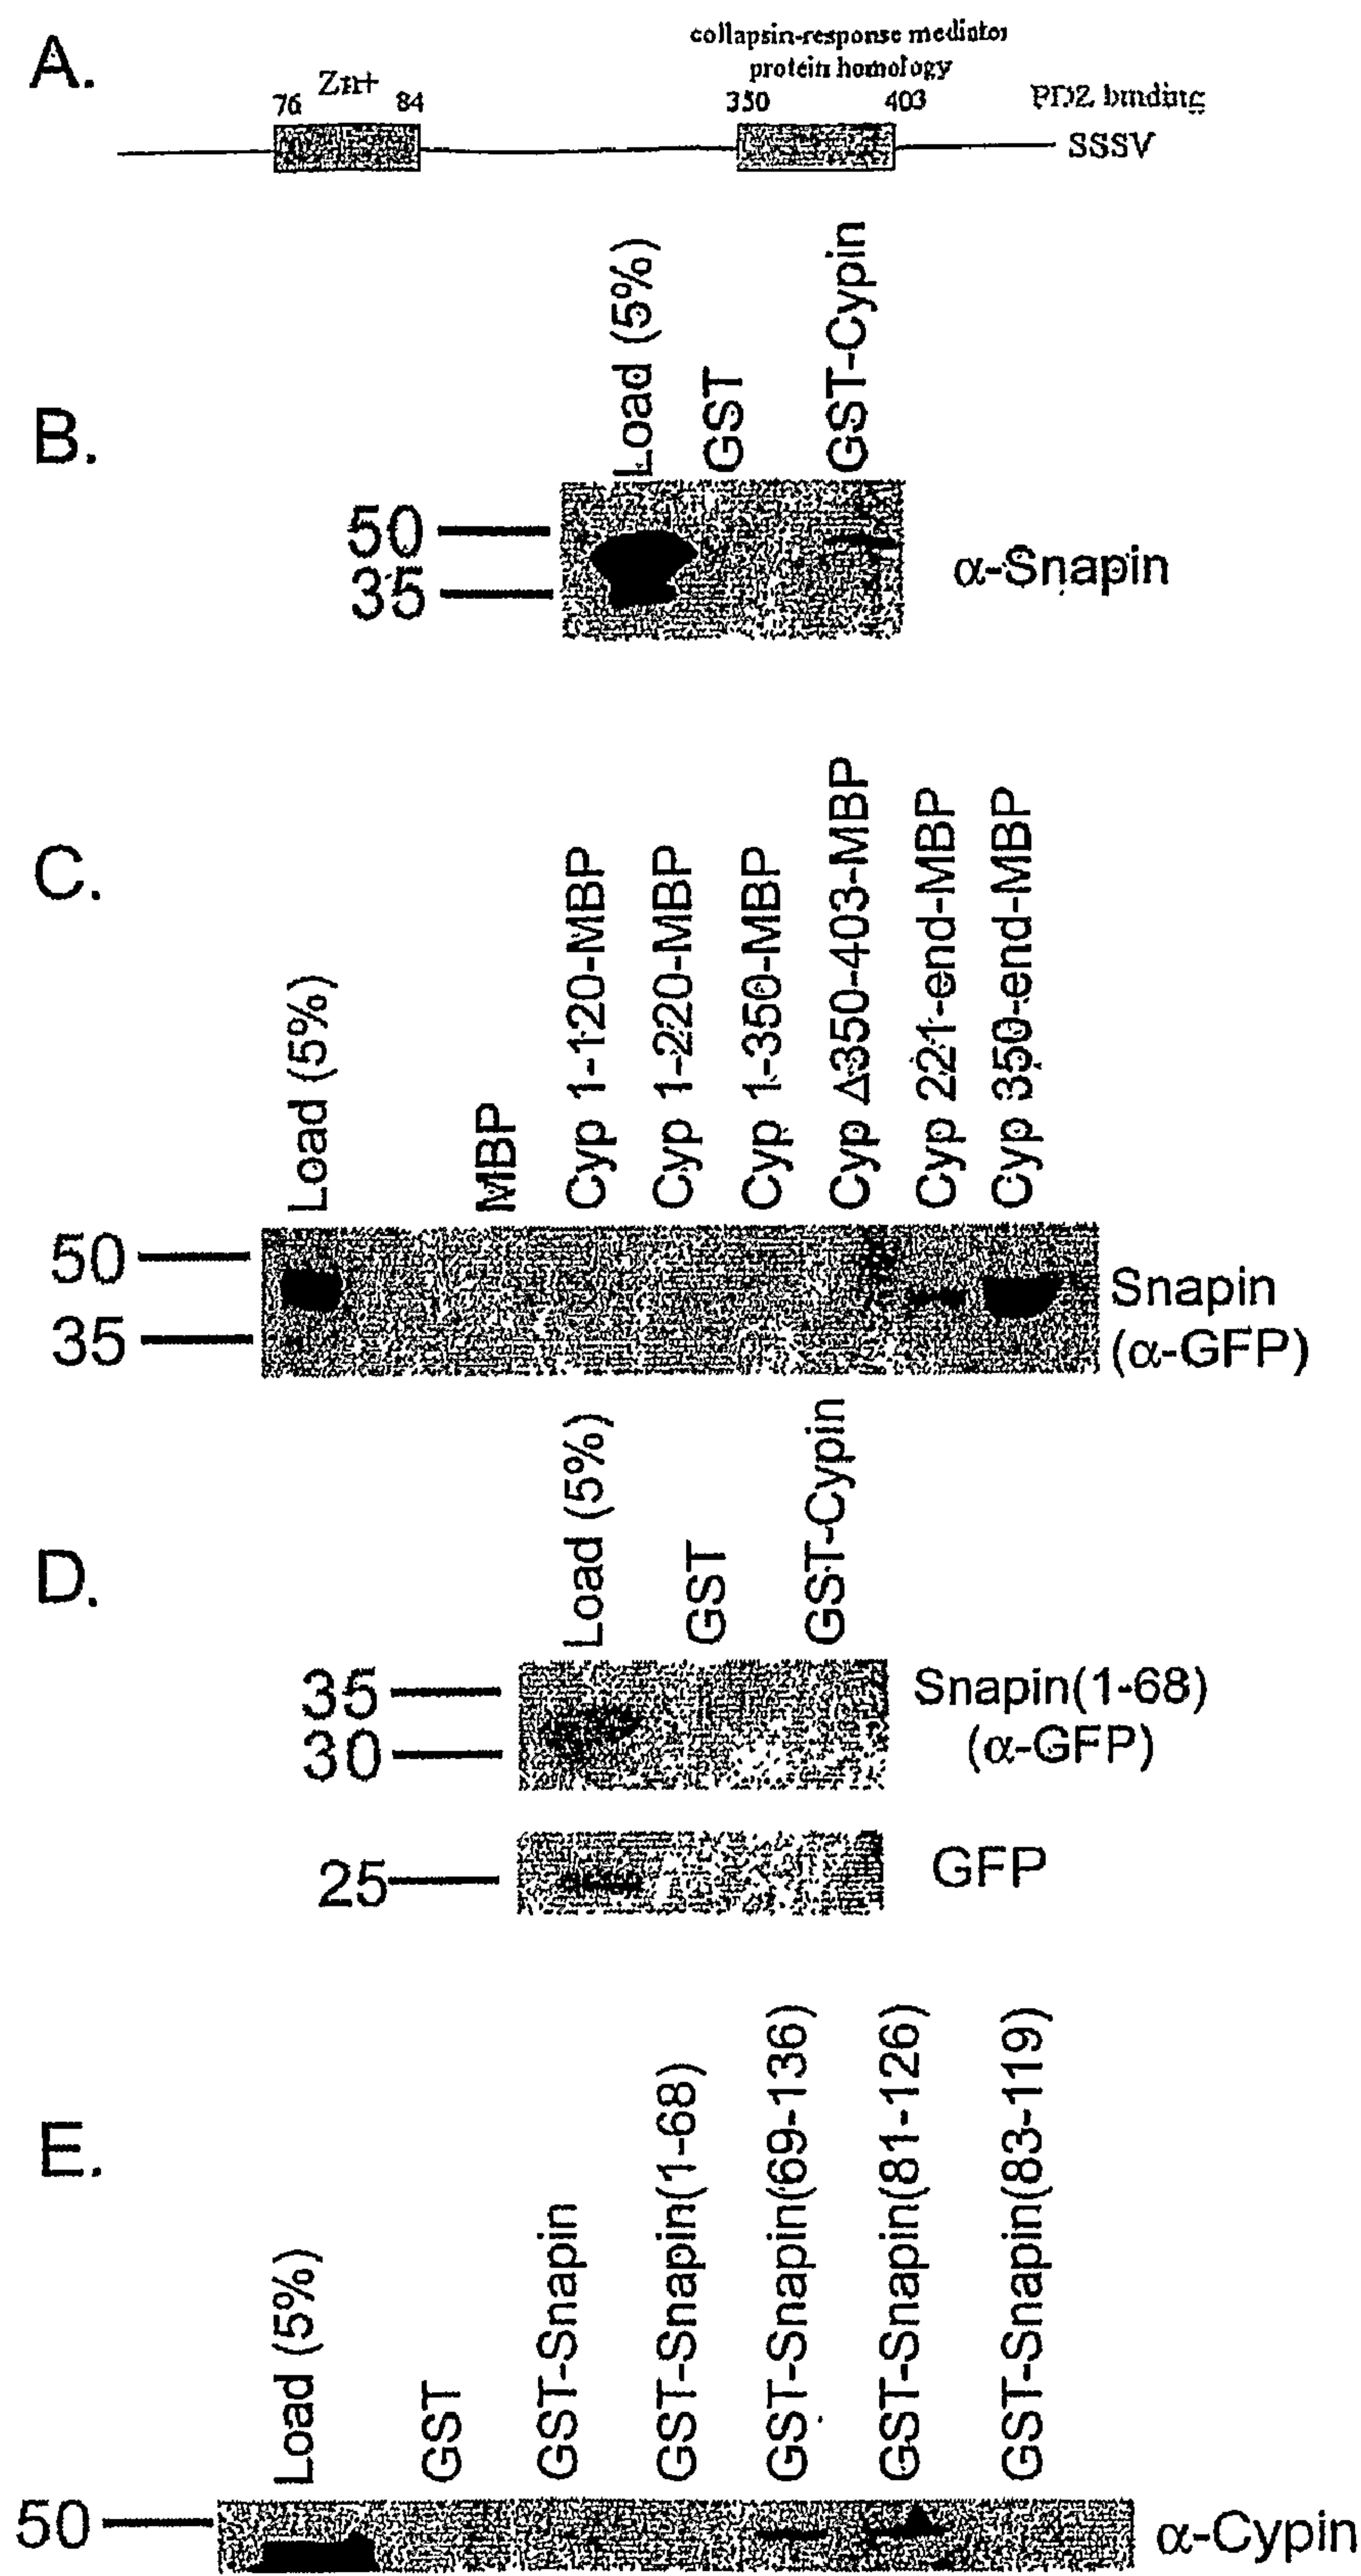 A.
collapsin-response mediator
protein homology
76 Zn+ 84 350 403 PDZ binding
SSSV
B.
Load (5%) GST GST-Cypin
50
35
α-Snapin
C.
Load (5%) MBP Cyp 1-120-MBP Cyp 1-220-MBP Cyp 1-350-MBP Cyp Δ350-403-MBP Cyp 221-end-MBP Cyp 350-end-MBP
50
35
Snapin
(α-GFP)
D.
Load (5%) GST GST-Cypin
35
30
Snapin(1-68)
(α-GFP)
25
GFP
E.
Load (5%) GST GST-Snapin GST-Snapin(1-68) GST-Snapin(69-136) GST-Snapin(81-126) GST-Snapin(83-119)
50
α-Cypin